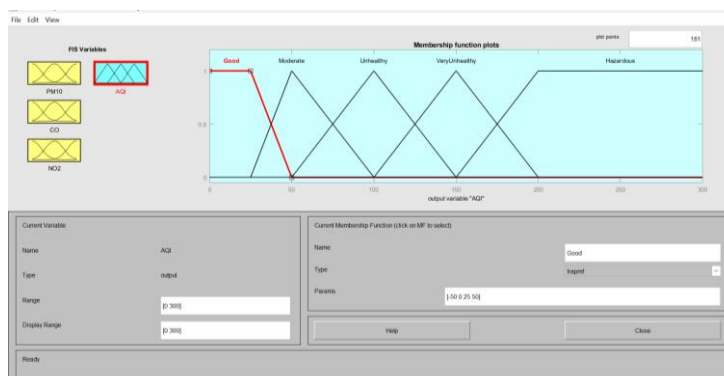 File Edit View
FIS Variables
PM10
AQI
CO
NO2
Membership function plots
plot points:
181
Good Moderate Unhealthy VeryUnhealthy Hazardous
1
0.5
0
0 50 100 150 200 250 300
output variable "AQI"
Current Variable
Name AQI
Type output
Range [0 300]
Display Range [0 300]
Current Membership Function (click on MF to select)
Name Good
Type trapmf
Params [-50 0 25 50]
Help Close
Ready